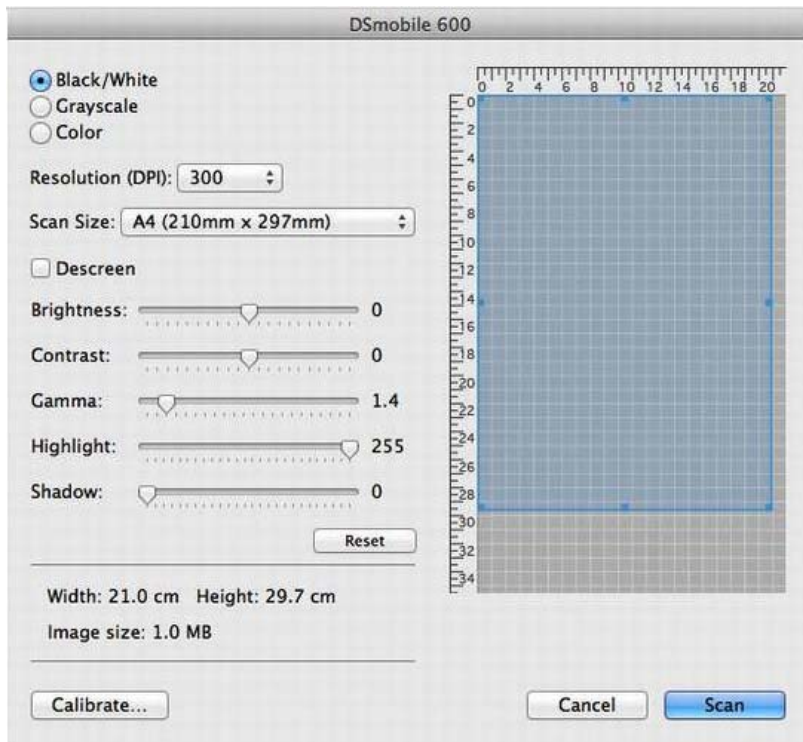 DSmobile 600
Black/White
Grayscale
Color
Resolution (DPI): 300
Scan Size: A4 (210mm x 297mm)
Descreen
Brightness: 0
Contrast: 0
Gamma: 1.4
Highlight: 255
Shadow: 0
Reset
Width: 21.0 cm Height: 29.7 cm
Image size: 1.0 MB
Calibrate...
0 2 4 6 8 10 12 14 16 18 20
0
2
4
6
8
10
12
14
16
18
20
22
24
26
28
30
32
34
Cancel Scan